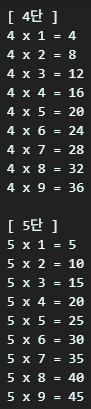 [ 4단 ]
4 x 1 = 4
4 x 2 = 8
4 x 3 = 12
4 x 4 = 16
4 x 5 = 20
4 x 6 = 24
4 x 7 = 28
4 x 8 = 32
4 x 9 = 36

[ 5단 ]
5 x 1 = 5
5 x 2 = 10
5 x 3 = 15
5 x 4 = 20
5 x 5 = 25
5 x 6 = 30
5 x 7 = 35
5 x 8 = 40
5 x 9 = 45